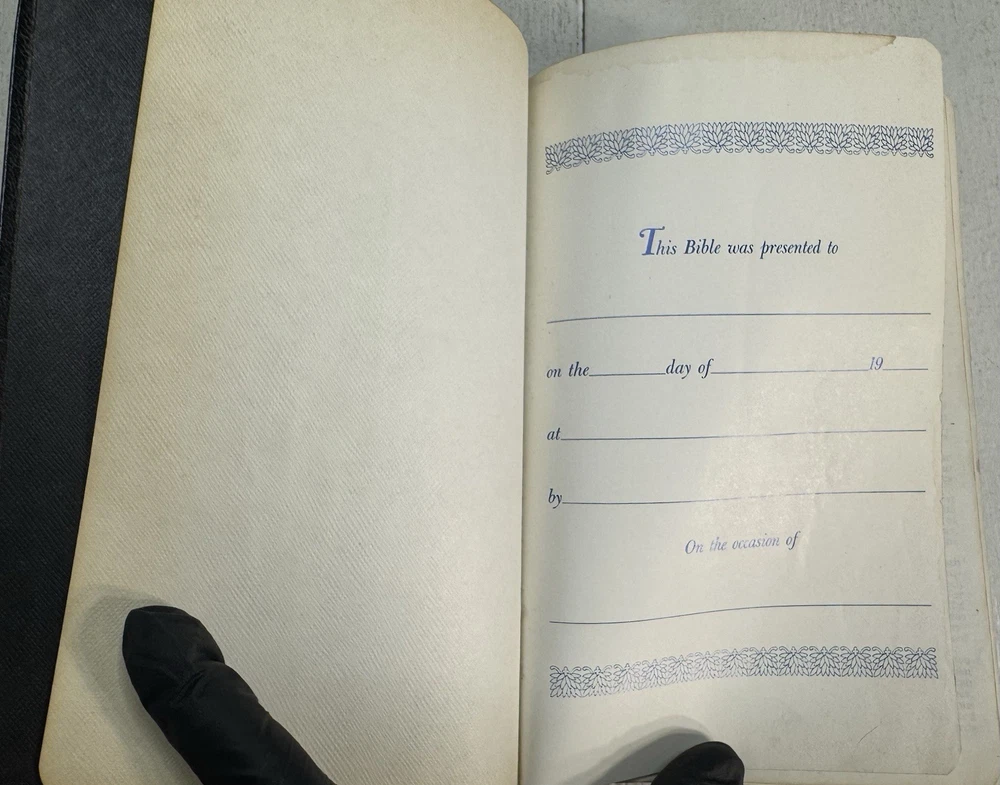 This Bible was presented to
on the day of 19
at
by
On the occasion of